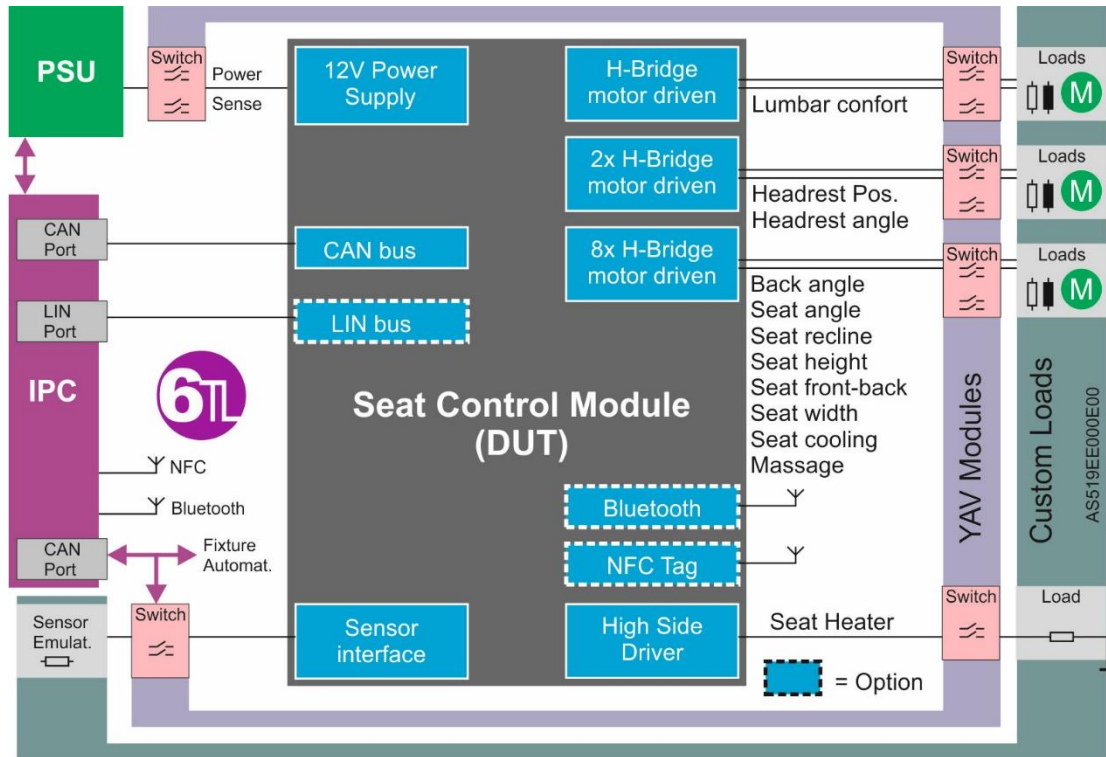 PSU
Switch
Power
Sense
12V Power
Supply
H-Bridge
motor driven
Lumbar confort
Switch
Loads
M
2x H-Bridge
motor driven
Headrest Pos.
Headrest angle
Switch
Loads
M
CAN
Port
CAN bus
8x H-Bridge
motor driven
Switch
Loads
M
LIN
Port
LIN bus
Back angle
Seat angle
Seat recline
Seat height
Seat front-back
Seat width
Seat cooling
Massage
IPC
6TL
Seat Control Module
(DUT)
YAV Modules
Custom Loads
AS519EE000E00
NFC
Bluetooth
Bluetooth
NFC Tag
CAN
Port
Fixture
Automat.
Sensor
Emulat.
Switch
Sensor
interface
High Side
Driver
Seat Heater
Switch
Load
= Option